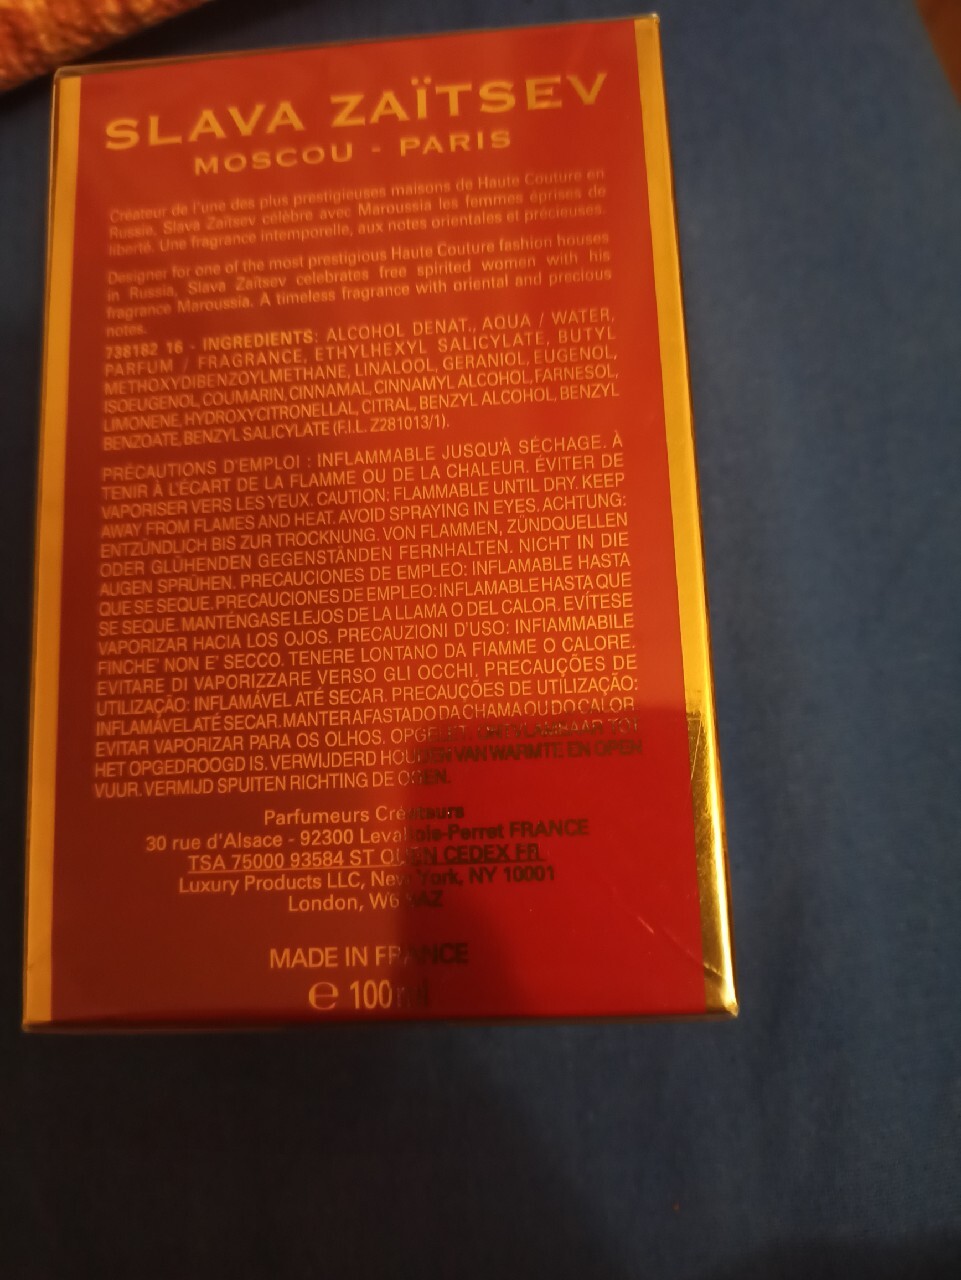 SLAVA ZAÏTSEV
MOSCOU - PARIS
Créateur de l'une des plus prestigieuses maisons de Haute Couture en
Russie, Slava Zaïtsev célèbre avec Maroussia les femmes éprises de
liberté. Une fragrance intemporelle, aux notes orientales et précieuses.
Designer for one of the most prestigious Haute Couture fashion houses
in Russia, Slava Zaïtsev celebrates free spirited women with his
fragrance Maroussia. A timeless fragrance with oriental and precious
notes.
738182 16 - INGREDIENTS: ALCOHOL DENAT., AQUA / WATER,
PARFUM / FRAGRANCE, ETHYLHEXYL SALICYLATE, BUTYL
METHOXYDIBENZOYLMETHANE, LINALOOL, GERANIOL, EUGENOL,
ISOEUGENOL, COUMARIN, CINNAMAL, CINNAMYL ALCOHOL, FARNESOL,
LIMONENE, HYDROXYCITRONELLAL, CITRAL, BENZYL ALCOHOL, BENZYL
BENZOATE, BENZYL SALICYLATE (F.I.L. Z281013/1).
PRÉCAUTIONS D'EMPLOI : INFLAMMABLE JUSQU'À SÉCHAGE. À
TENIR À L'ÉCART DE LA FLAMME OU DE LA CHALEUR. ÉVITER DE
VAPORISER VERS LES YEUX. CAUTION: FLAMMABLE UNTIL DRY. KEEP
AWAY FROM FLAMES AND HEAT. AVOID SPRAYING IN EYES. ACHTUNG:
ENTZÜNDLICH BIS ZUR TROCKNUNG. VON FLAMMEN, ZÜNDQUELLEN
ODER GLÜHENDEN GEGENSTÄNDEN FERNHALTEN. NICHT IN DIE
AUGEN SPRÜHEN. PRECAUCIONES DE EMPLEO: INFLAMABLE HASTA
QUE SE SEQUE. PRECAUCIONES DE EMPLEO: INFLAMABLE HASTA QUE
SE SEQUE. MANTÉNGASE LEJOS DE LA LLAMA O DEL CALOR. EVÍTESE
VAPORIZAR HACIA LOS OJOS. PRECAUZIONI D'USO: INFIAMMABILE
FINCHE' NON E' SECCO. TENERE LONTANO DA FIAMME O CALORE.
EVITARE DI VAPORIZZARE VERSO GLI OCCHI. PRECAUÇÕES DE
UTILIZAÇÃO: INFLAMÁVEL ATÉ SECAR. PRECAUÇÕES DE UTILIZAÇÃO:
INFLAMÁVEL ATÉ SECAR. MANTER AFASTADO DA CHAMA OU DO CALOR.
EVITAR VAPORIZAR PARA OS OLHOS. OPGELET: ONTVLAMBAAR TOT
HET OPGEDROOGD IS. VERWIJDERD HOUDEN VAN WARMTE EN OPEN
VUUR. VERMIJD SPUITEN RICHTING DE OGEN.
Parfumeurs Créateurs
30 rue d'Alsace - 92300 Levallois-Perret FRANCE
TSA 75000 93584 ST OUEN CEDEX FR
Luxury Products LLC, New York, NY 10001
London, W6
MADE IN FRANCE
℮ 100 ml